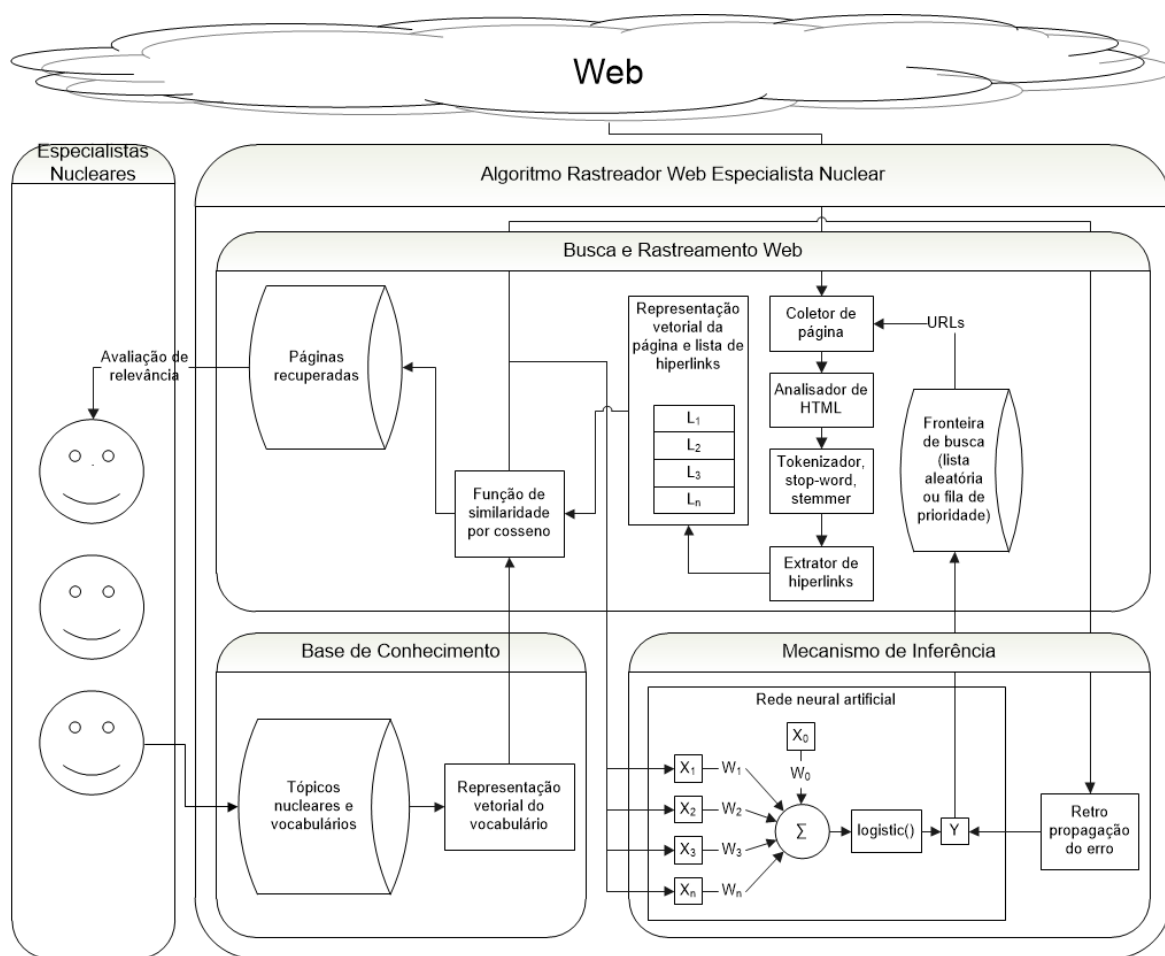 Web
Especialistas
Nucleares
Algoritmo Rastreador Web Especialista Nuclear
Busca e Rastreamento Web
Avaliação de
relevância
Páginas
recuperadas
Função de
similaridade
por cosseno
Representação
vetorial da
página e lista de
hiperlinks
L1
L2
L3
Ln
Coletor de
página
Analisador de
HTML
Tokenizador,
stop-word,
stemmer
Extrator de
hiperlinks
URLs
Fronteira
de busca
(lista
aleatória
ou fila de
prioridade)
Base de Conhecimento
Tópicos
nucleares e
vocabulários
Representação
vetorial do
vocabulário
Mecanismo de Inferência
Rede neural artificial
X0
W0
X1 W1
X2 W2
X3 W3
Xn Wn
Σ
logistic()
Y
Retro
propagação
do erro